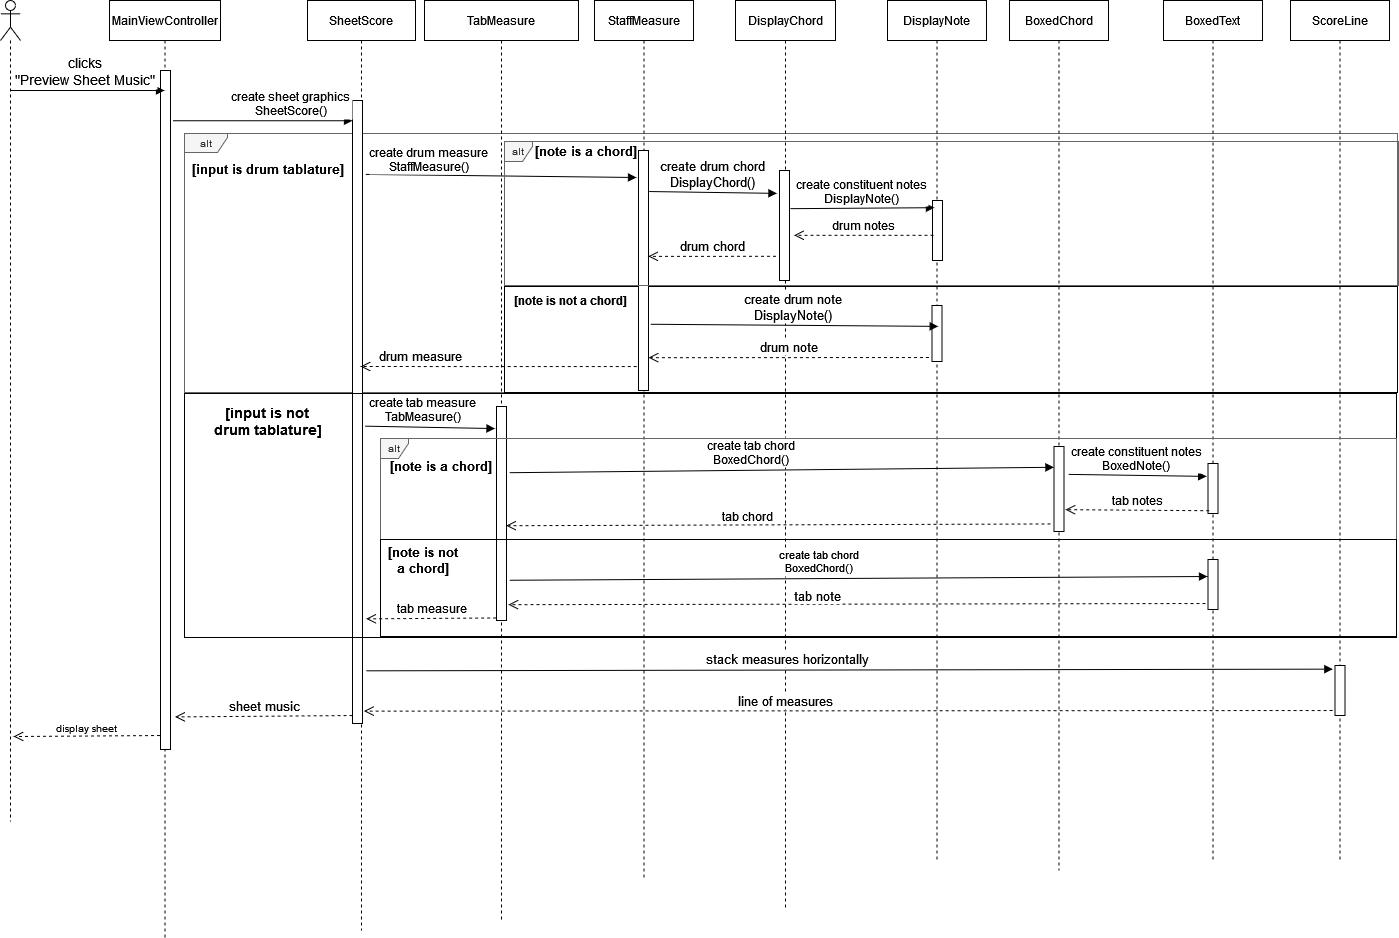 MainViewController
SheetScore
TabMeasure
StaffMeasure
DisplayChord
DisplayNote
BoxedChord
BoxedText
ScoreLine
clicks
"Preview Sheet Music"
create sheet graphics
SheetScore()
alt
[input is drum tablature]
create drum measure
StaffMeasure()
alt
[note is a chord]
create drum chord
DisplayChord()
create constituent notes
DisplayNote()
drum notes
drum chord
[note is not a chord]
create drum note
DisplayNote()
drum note
drum measure
[input is not
drum tablature]
create tab measure
TabMeasure()
alt
[note is a chord]
create tab chord
BoxedChord()
create constituent notes
BoxedNote()
tab notes
tab chord
[note is not
a chord]
create tab chord
BoxedChord()
tab note
tab measure
stack measures horizontally
line of measures
sheet music
display sheet